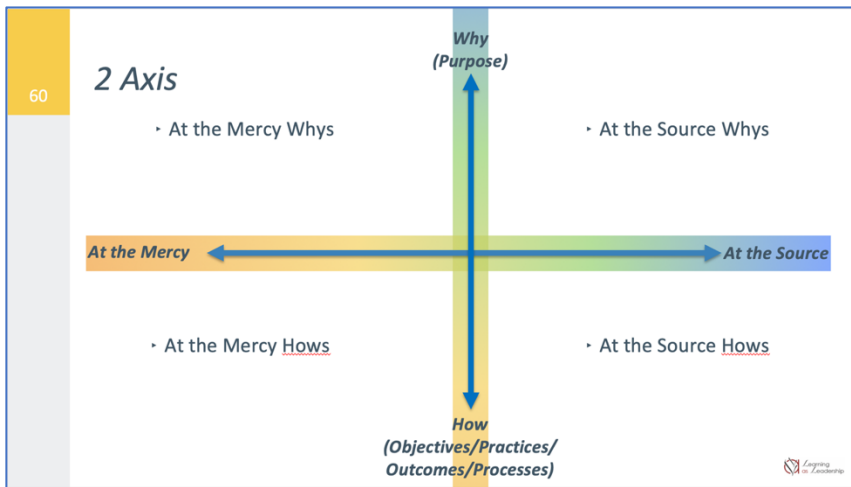 60
2 Axis
Why
(Purpose)
‣ At the Mercy Whys
‣ At the Source Whys
At the Mercy
At the Source
‣ At the Mercy Hows
‣ At the Source Hows
How
(Objectives/Practices/
Outcomes/Processes)
Learning
as Leadership